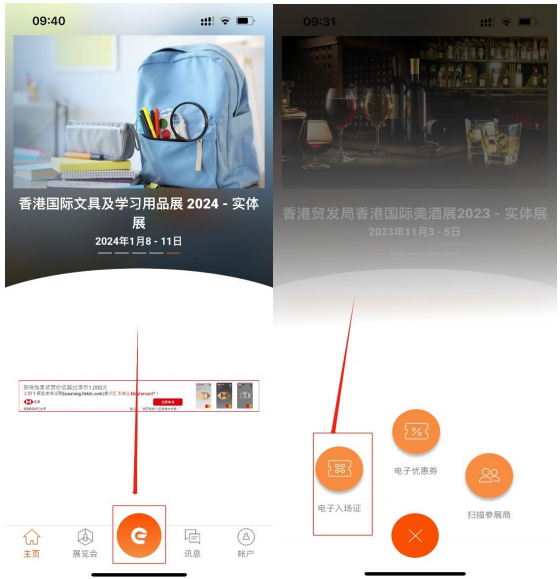 09:40
香港国际文具及学习用品展 2024 - 实体
展
2024年1月8 - 11日
主页
展览会
讯息
帐户
09:31
香港贸发局香港国际美酒展2023 - 实体展
2023年11月3 - 5日
电子优惠券
电子入场证
扫描参展商